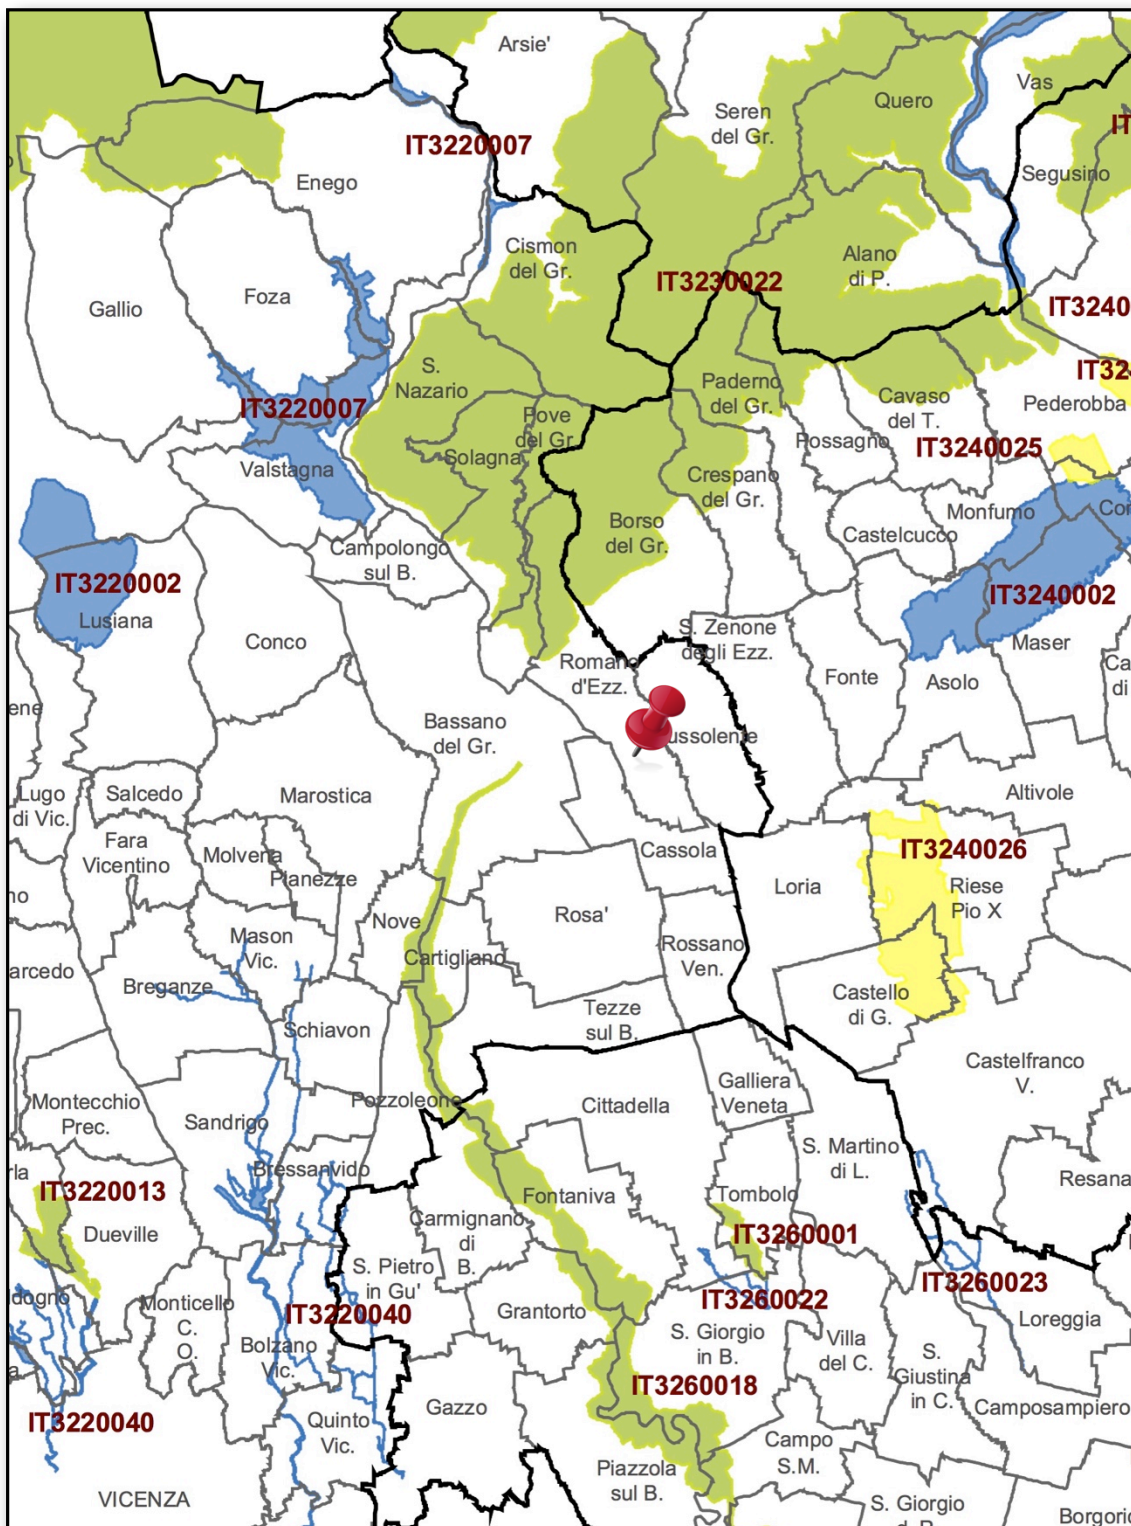 Arsie'
Vas
Quero
Seren
del Gr.
IT3220007
Segusino
Enego
Cismon
del Gr.
Alano
di P.
IT3230022
Foza
Gallio
IT3240
S.
Nazario
Paderno
del Gr.
Cavaso
del T.
Pederobba
IT3220007
Pove
del Gr.
Possagno
IT3240025
Solagna
Valstagna
Crespano
del Gr.
Monfumo
Borso
del Gr.
Castelcucco
Campolongo
sul B.
IT3220002
IT3240002
Lusiana
Conco
S. Zenone
degli Ezz.
Maser
Romano
d'Ezz.
Fonte
Asolo
Bassano
del Gr.
ussolente
Lugo
di Vic.
Salcedo
Marostica
Altivole
Fara
Vicentino
Molvena
Pianezze
Cassola
IT3240026
Loria
Riese
Pio X
Rosa'
Nove
Mason
Vic.
Cartigliano
Rossano
Ven.
arcedo
Breganze
Castello
di G.
Schiavon
Tezze
sul B.
Castelfranco
V.
Montecchio
Prec.
Pozzoleone
Galliera
Veneta
Cittadella
Sandrigo
S. Martino
di L.
Bressanvido
Resana
IT3220013
Fontaniva
Tombolo
Dueville
Carmignano
di
B.
IT3260001
S. Pietro
in Gu'
IT3260023
ldogno
Monticello
C.
O.
IT3220040
Grantorto
IT3260022
Loreggia
Bolzano
Vic.
S. Giorgio
in B.
Villa
del C.
S.
Giustina
in C.
IT3260018
IT3220040
Quinto
Vic.
Gazzo
Camposampiero
Campo
S.M.
Piazzola
sul B.
VICENZA
S. Giorgio
Borgoric